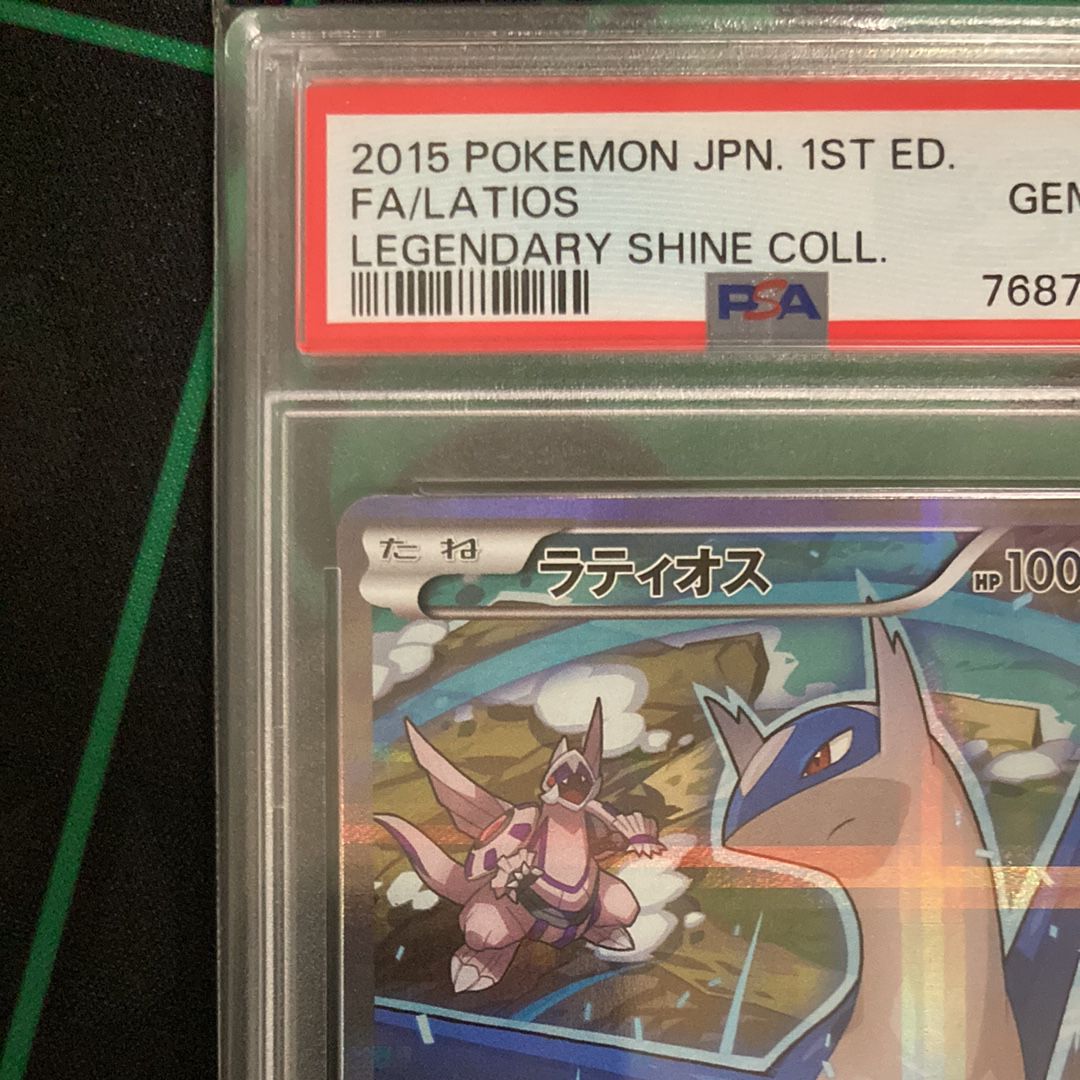 2015 POKEMON JPN. 1ST ED.
FA/LATIOS
GEM
LEGENDARY SHINE COLL.
PSA
7687
たね
ラティオス
HP100